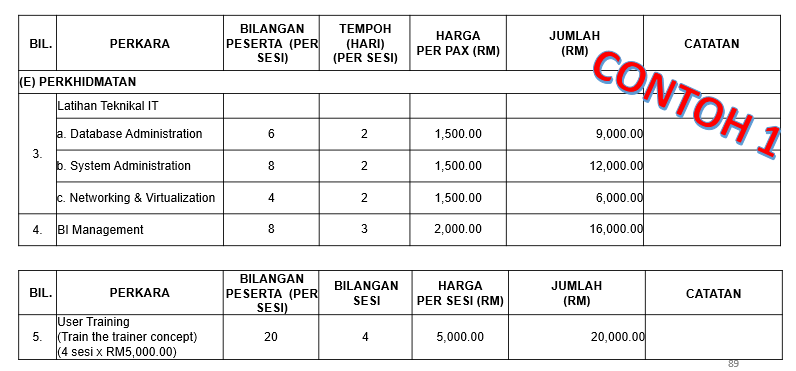 BIL. PERKARA BILANGAN PESERTA (PER SESI) TEMPOH (HARI) (PER SESI) HARGA PER PAX (RM) JUMLAH (RM) CATATAN
CONTOH 1
(E) PERKHIDMATAN
3. Latihan Teknikal IT
a. Database Administration 6 2 1,500.00 9,000.00
b. System Administration 8 2 1,500.00 12,000.00
c. Networking & Virtualization 4 2 1,500.00 6,000.00
4. BI Management 8 3 2,000.00 16,000.00
BIL. PERKARA BILANGAN PESERTA (PER SESI) BILANGAN SESI HARGA PER SESI (RM) JUMLAH (RM) CATATAN
5. User Training
(Train the trainer concept) 20 4 5,000.00 20,000.00
(4 sesi x RM5,000.00)
89